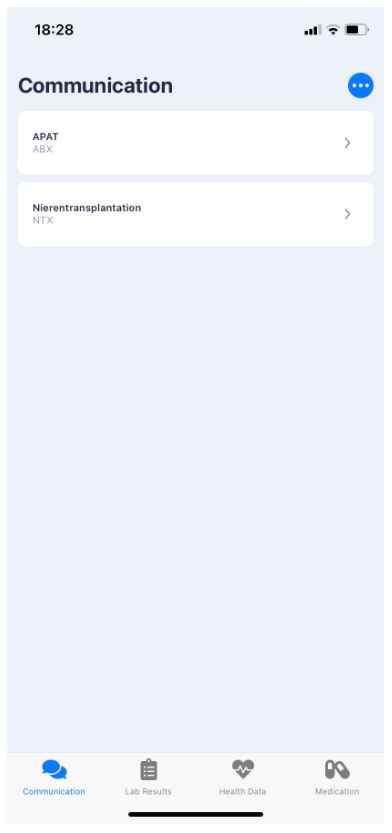 18:28
Communication
APAT
ABX
Nierentransplantation
NTX
Communication
Lab Results
Health Data
Medication